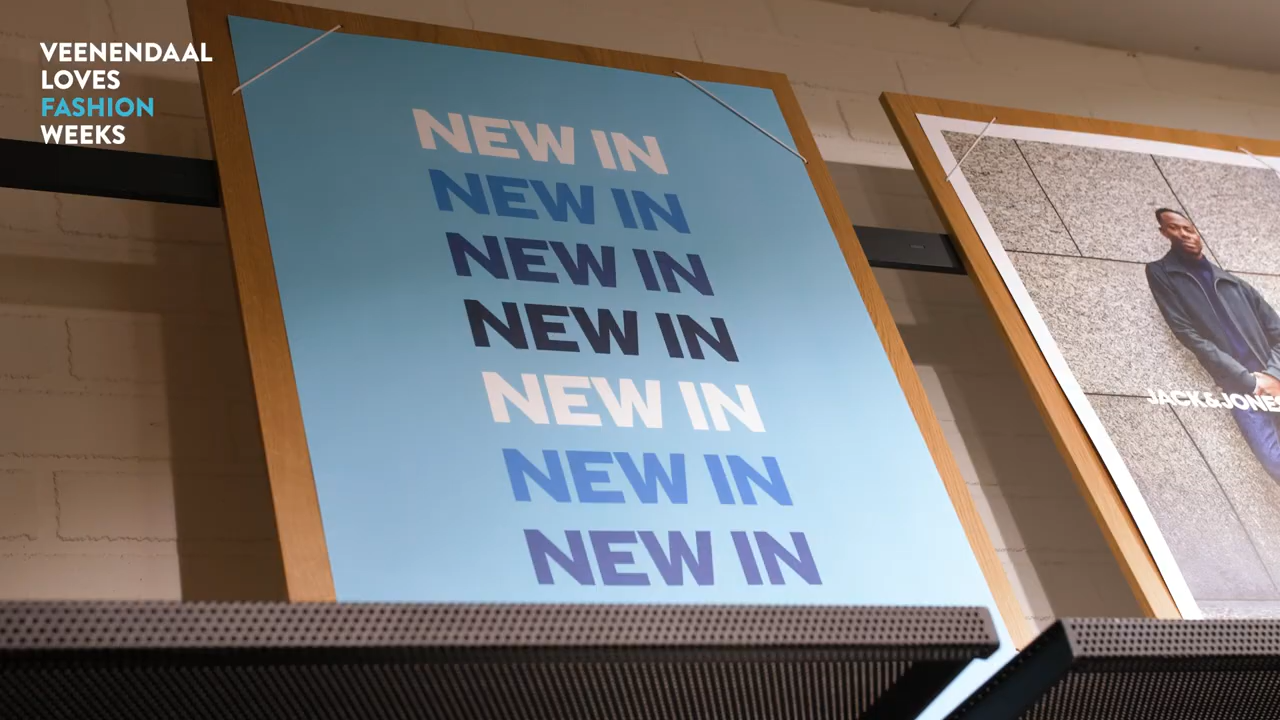 VEENENDAAL
LOVES
FASHION
WEEKS
NEW IN
NEW IN
NEW IN
NEW IN
NEW IN
NEW IN
NEW IN
JACK&JONES